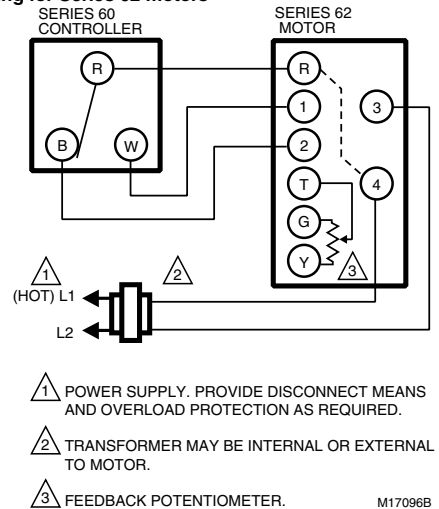 SERIES 60
CONTROLLER
SERIES 62
MOTOR
R
B
W
R
1
2
T
G
Y
3
4
3
1
2
(HOT) L1
L2
1 POWER SUPPLY. PROVIDE DISCONNECT MEANS
AND OVERLOAD PROTECTION AS REQUIRED.
2 TRANSFORMER MAY BE INTERNAL OR EXTERNAL
TO MOTOR.
3 FEEDBACK POTENTIOMETER.
M17096B